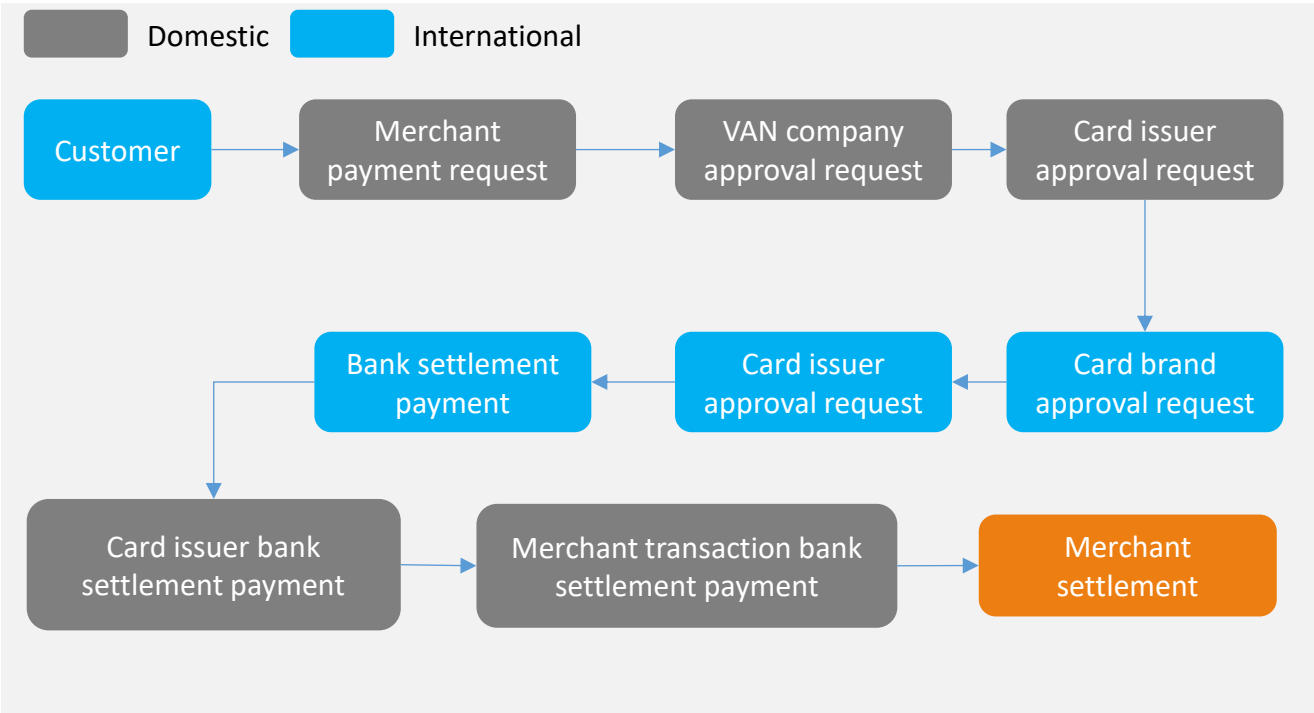 Domestic
International
Customer
Merchant
payment request
VAN company
approval request
Card issuer
approval request
Card brand
approval request
Card issuer
approval request
Bank settlement
payment
Card issuer bank
settlement payment
Merchant transaction bank
settlement payment
Merchant
settlement